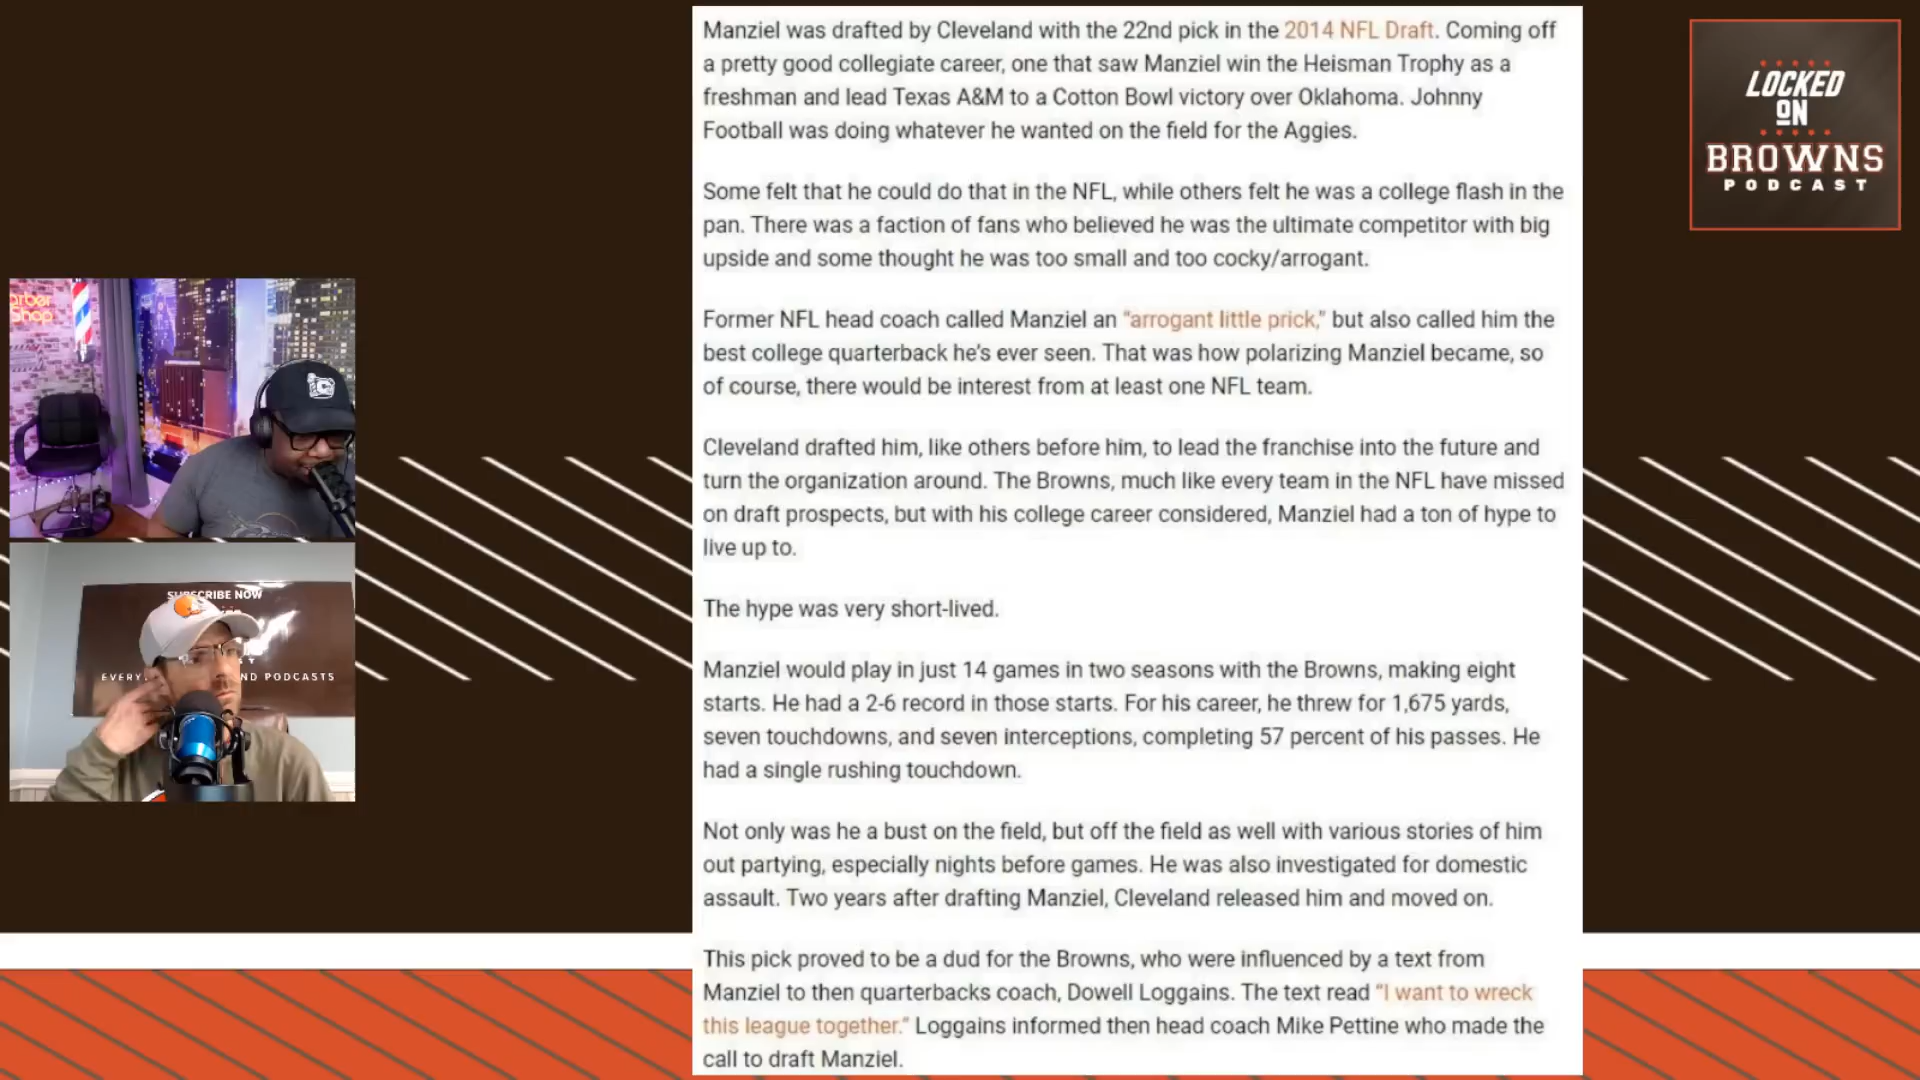 Manziel was drafted by Cleveland with the 22nd pick in the 2014 NFL Draft. Coming off
a pretty good collegiate career, one that saw Manziel win the Heisman Trophy as a
freshman and lead Texas A&M to a Cotton Bowl victory over Oklahoma. Johnny
Football was doing whatever he wanted on the field for the Aggies.
Some felt that he could do that in the NFL, while others felt he was a college flash in the
pan. There was a faction of fans who believed he was the ultimate competitor with big
upside and some thought he was too small and too cocky/arrogant.
Former NFL head coach called Manziel an “arrogant little prick,” but also called him the
best college quarterback he’s ever seen. That was how polarizing Manziel became, so
of course, there would be interest from at least one NFL team.
Cleveland drafted him, like others before him, to lead the franchise into the future and
turn the organization around. The Browns, much like every team in the NFL have missed
on draft prospects, but with his college career considered, Manziel had a ton of hype to
live up to.
The hype was very short-lived.
Manziel would play in just 14 games in two seasons with the Browns, making eight
starts. He had a 2-6 record in those starts. For his career, he threw for 1,675 yards,
seven touchdowns, and seven interceptions, completing 57 percent of his passes. He
had a single rushing touchdown.
Not only was he a bust on the field, but off the field as well with various stories of him
out partying, especially nights before games. He was also investigated for domestic
assault. Two years after drafting Manziel, Cleveland released him and moved on.
This pick proved to be a dud for the Browns, who were influenced by a text from
Manziel to then quarterbacks coach, Dowell Loggains. The text read “I want to wreck
this league together.” Loggains informed then head coach Mike Pettine who made the
call to draft Manziel.
LOCKED
ON
BROWNS
PODCAST
Shop
SUBSCRIBE NOW
PODCASTS